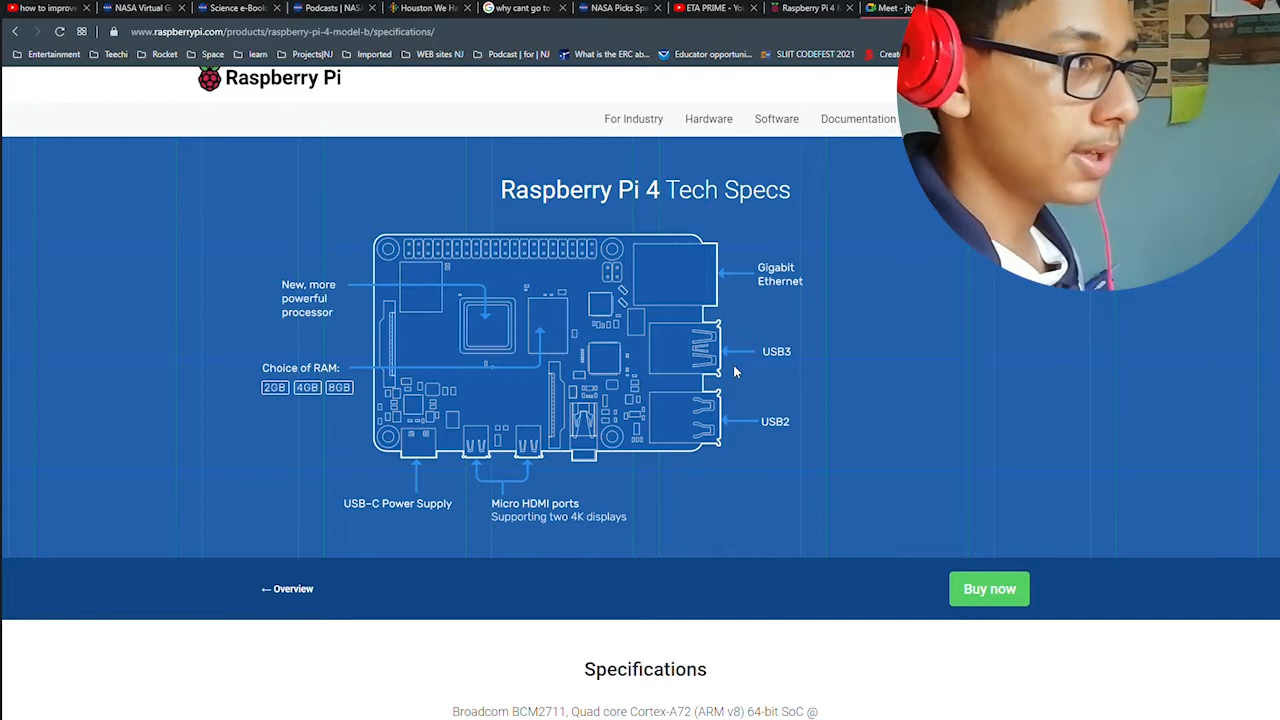 how to improve
NASA Virtual G
Science e-Book
Podcasts | NAS
Houston We Ha
why cant go to
NASA Picks Spa
ETA PRIME - Yo
Raspberry Pi 4 M
Meet - jty
www.raspberrypi.com/products/raspberry-pi-4-model-b/specifications/
Entertainment
Teechi
Rocket
Space
learn
Projects|NJ
Imported
WEB sites NJ
Podcast | for | NJ
What is the ERC ab...
Educator opportuni...
SLIIT CODEFEST 2021
Create
Raspberry Pi
For Industry
Hardware
Software
Documentation
Raspberry Pi 4 Tech Specs
New, more
powerful
processor
Gigabit
Ethernet
USB3
Choice of RAM:
2GB 4GB 8GB
USB2
USB-C Power Supply
Micro HDMI ports
Supporting two 4K displays
← Overview
Buy now
Specifications
Broadcom BCM2711, Quad core Cortex-A72 (ARM v8) 64-bit SoC @